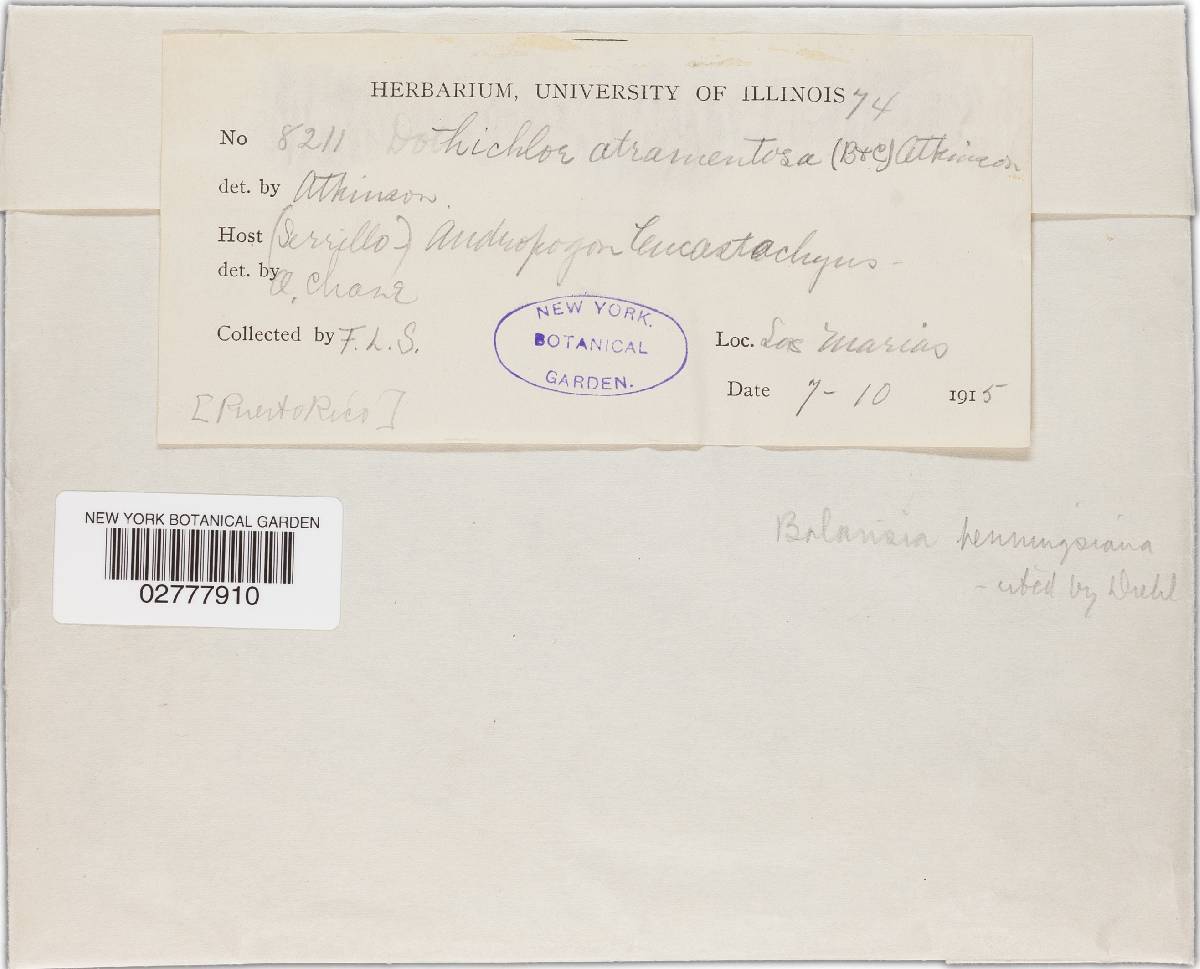 HERBARIUM, UNIVERSITY OF ILLINOIS 74
No 8211 Dothichloe atramentosa (B&C) Atkinson
det. by Atkinson.
Host (Serrillo-) Andropogon leucostachyus -
det. by A. Chase
Collected by F. L. S.
NEW YORK.
BOTANICAL
GARDEN.
Loc. Las Marias
Date 7-10 1915
[Puerto Rico]
NEW YORK BOTANICAL GARDEN
02777910
Balansia henningsiana
- cited by Diehl